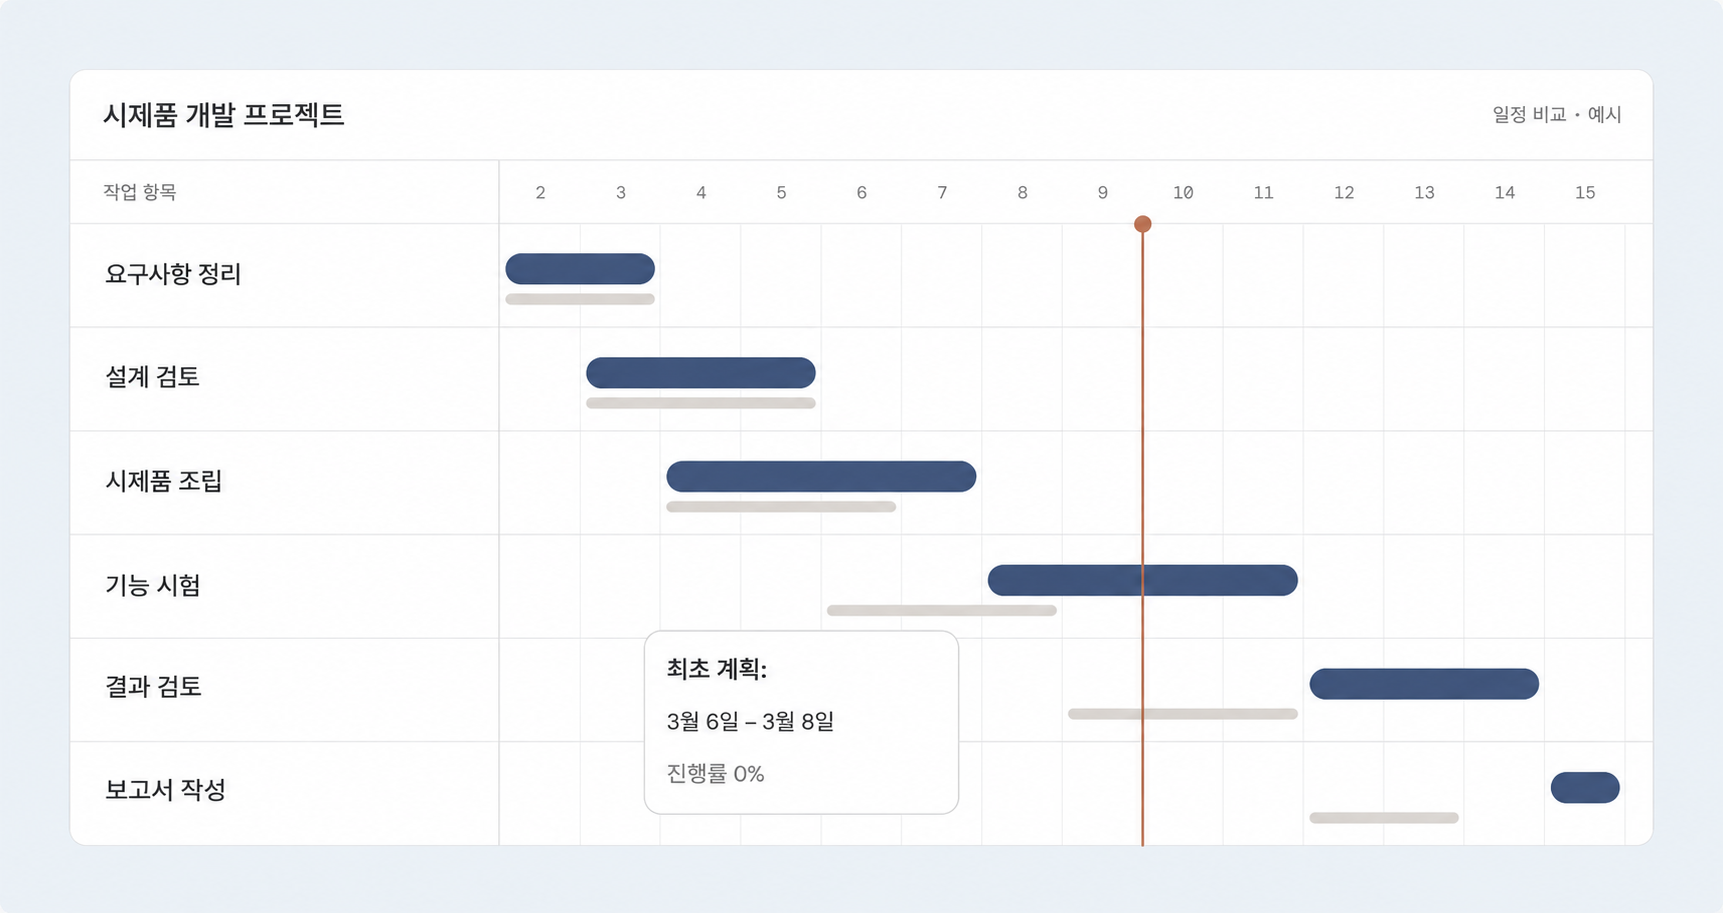 시제품 개발 프로젝트
일정 비교 · 예시
작업 항목
2 3 4 5 6 7 8 9 10 11 12 13 14 15
요구사항 정리
설계 검토
시제품 조립
기능 시험
결과 검토
보고서 작성
최초 계획:
3월 6일 – 3월 8일
진행률 0%